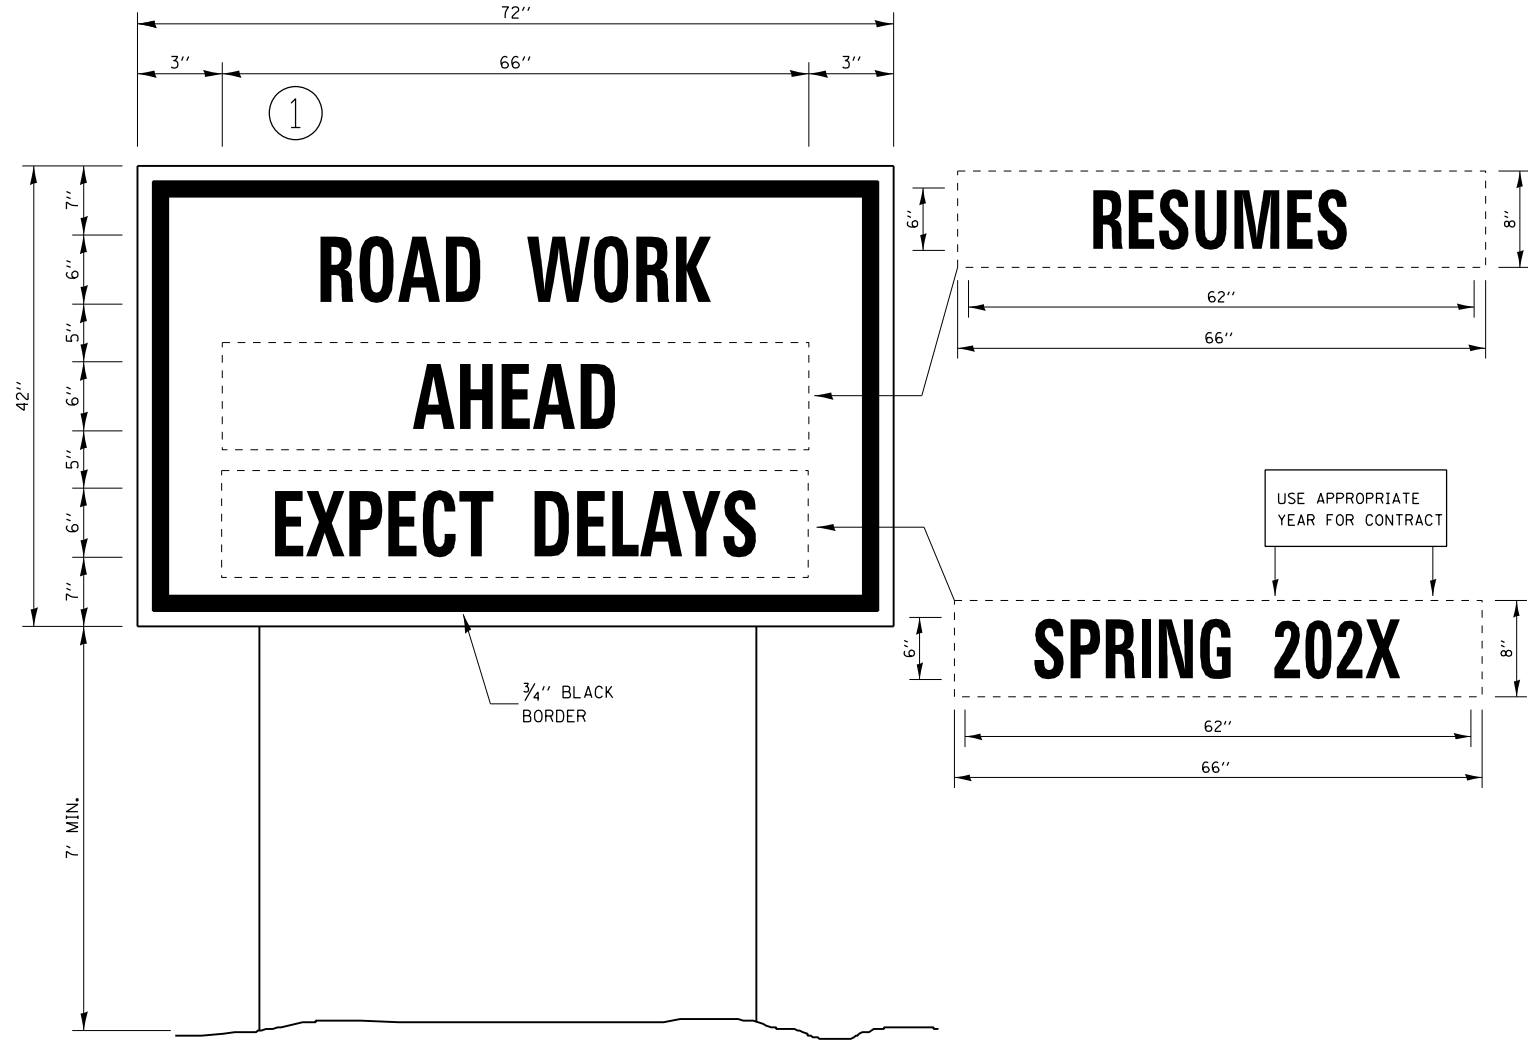 72''
3'' 66'' 3''
1
7''
6''
5''
6''
5''
6''
7''
42''
7' MIN.
ROAD WORK
AHEAD
EXPECT DELAYS
3/4'' BLACK
BORDER
RESUMES
6''
8''
62''
66''
USE APPROPRIATE
YEAR FOR CONTRACT
SPRING 202X
6''
8''
62''
66''